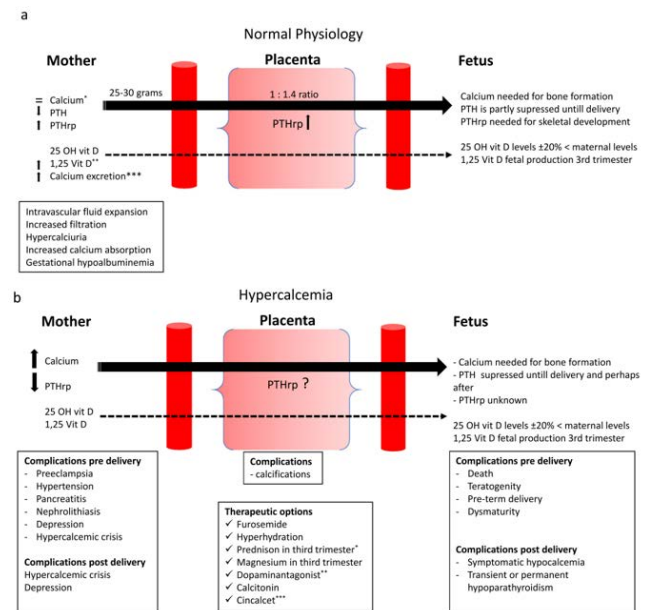 a
Normal Physiology
Mother
Placenta
Fetus
= Calcium*
PTH
PTHrp
25-30 grams
1 : 1.4 ratio
PTHrp
Calcium needed for bone formation
PTH is partly supressed untill delivery
PTHrp needed for skeletal development
25 OH vit D
1,25 Vit D**
Calcium excretion***
25 OH vit D levels ±20% < maternal levels
1,25 Vit D fetal production 3rd trimester
Intravascular fluid expansion
Increased filtration
Hypercalciuria
Increased calcium absorption
Gestational hypoalbuminemia
b
Hypercalcemia
Mother
Placenta
Fetus
Calcium
PTHrp
PTHrp ?
- Calcium needed for bone formation
- PTH supressed untill delivery and perhaps
after
- PTHrp unknown
25 OH vit D
1,25 Vit D
25 OH vit D levels ±20% < maternal levels
1,25 Vit D fetal production 3rd trimester
Complications pre delivery
- Preeclampsia
- Hypertension
- Pancreatitis
- Nephrolithiasis
- Depression
- Hypercalcemic crisis
Complications post delivery
Hypercalcemic crisis
Depression
Complications
- calcifications
Therapeutic options
✓ Furosemide
✓ Hyperhydration
✓ Prednison in third trimester*
✓ Magnesium in third trimester
✓ Dopaminantagonist**
✓ Calcitonin
✓ Cincalcet***
Complications pre delivery
- Death
- Teratogenity
- Pre-term delivery
- Dysmaturity
Complications post delivery
- Symptomatic hypocalcemia
- Transient or permanent
hypoparathyroidism